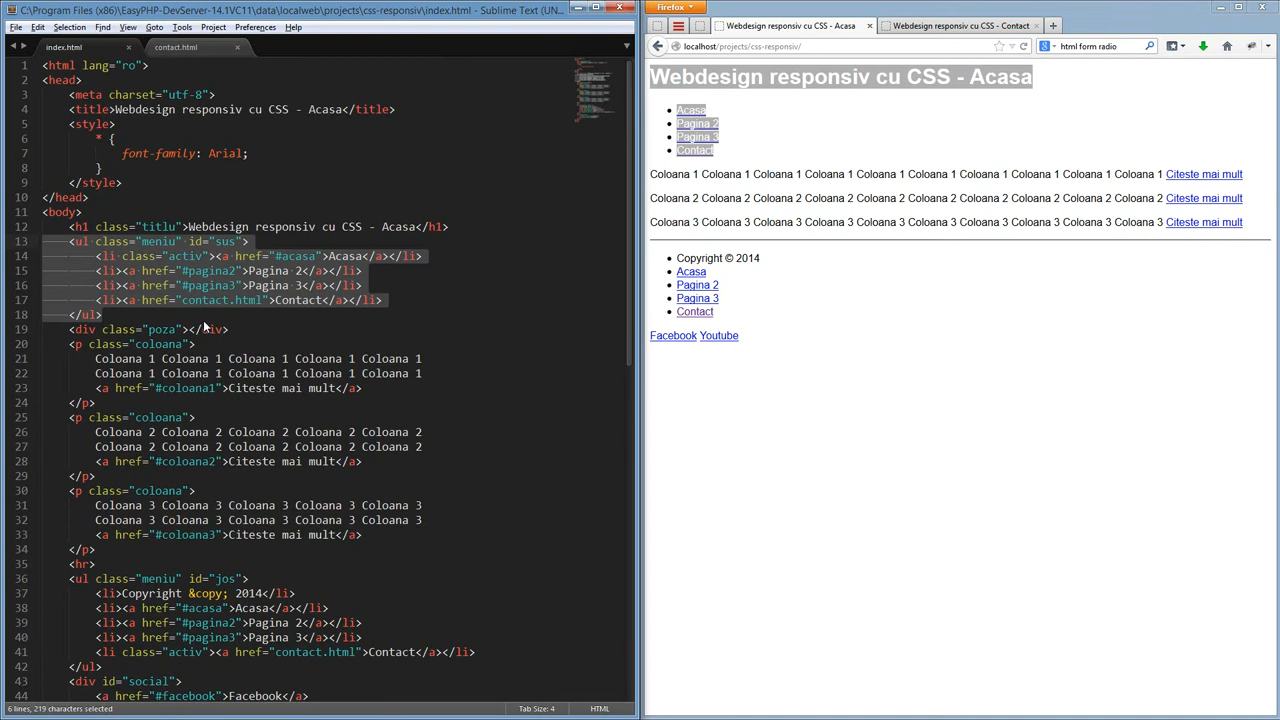 C:\Program Files (x86)\EasyPHP-DevServer-14.1VC11\data\localweb\projects\css-responsiv\index.html - Sublime Text (UN...
File Edit Selection Find View Goto Tools Project Preferences Help
index.html × contact.html ×
1 <html lang="ro">
2 <head>
3 <meta charset="utf-8">
4 <title>Webdesign responsiv cu CSS - Acasa</title>
5 <style>
6 * {
7 font-family: Arial;
8 }
9 </style>
10 </head>
11 <body>
12 <h1 class="titlu">Webdesign responsiv cu CSS - Acasa</h1>
13 <ul class="meniu" id="sus">
14 <li class="activ"><a href="#acasa">Acasa</a></li>
15 <li><a href="#pagina2">Pagina 2</a></li>
16 <li><a href="#pagina3">Pagina 3</a></li>
17 <li><a href="contact.html">Contact</a></li>
18 </ul>
19 <div class="poza"></div>
20 <p class="coloana">
21 Coloana 1 Coloana 1 Coloana 1 Coloana 1 Coloana 1
22 Coloana 1 Coloana 1 Coloana 1 Coloana 1 Coloana 1
23 <a href="#coloana1">Citeste mai mult</a>
24 </p>
25 <p class="coloana">
26 Coloana 2 Coloana 2 Coloana 2 Coloana 2 Coloana 2
27 Coloana 2 Coloana 2 Coloana 2 Coloana 2 Coloana 2
28 <a href="#coloana2">Citeste mai mult</a>
29 </p>
30 <p class="coloana">
31 Coloana 3 Coloana 3 Coloana 3 Coloana 3 Coloana 3
32 Coloana 3 Coloana 3 Coloana 3 Coloana 3 Coloana 3
33 <a href="#coloana3">Citeste mai mult</a>
34 </p>
35 <hr>
36 <ul class="meniu" id="jos">
37 <li>Copyright &copy; 2014</li>
38 <li><a href="#acasa">Acasa</a></li>
39 <li><a href="#pagina2">Pagina 2</a></li>
40 <li><a href="#pagina3">Pagina 3</a></li>
41 <li class="activ"><a href="contact.html">Contact</a></li>
42 </ul>
43 <div id="social">
44 <a href="#facebook">Facebook</a>
6 lines, 219 characters selected Tab Size: 4 HTML
Firefox
Webdesign responsiv cu CSS - Acasa × Webdesign responsiv cu CSS - Contact × +
localhost/projects/css-responsiv/ html form radio
Webdesign responsiv cu CSS - Acasa
Acasa
Pagina 2
Pagina 3
Contact
Coloana 1 Coloana 1 Coloana 1 Coloana 1 Coloana 1 Coloana 1 Coloana 1 Coloana 1 Coloana 1 Coloana 1 Citeste mai mult
Coloana 2 Coloana 2 Coloana 2 Coloana 2 Coloana 2 Coloana 2 Coloana 2 Coloana 2 Coloana 2 Coloana 2 Citeste mai mult
Coloana 3 Coloana 3 Coloana 3 Coloana 3 Coloana 3 Coloana 3 Coloana 3 Coloana 3 Coloana 3 Coloana 3 Citeste mai mult
Copyright © 2014
Acasa
Pagina 2
Pagina 3
Contact
Facebook Youtube